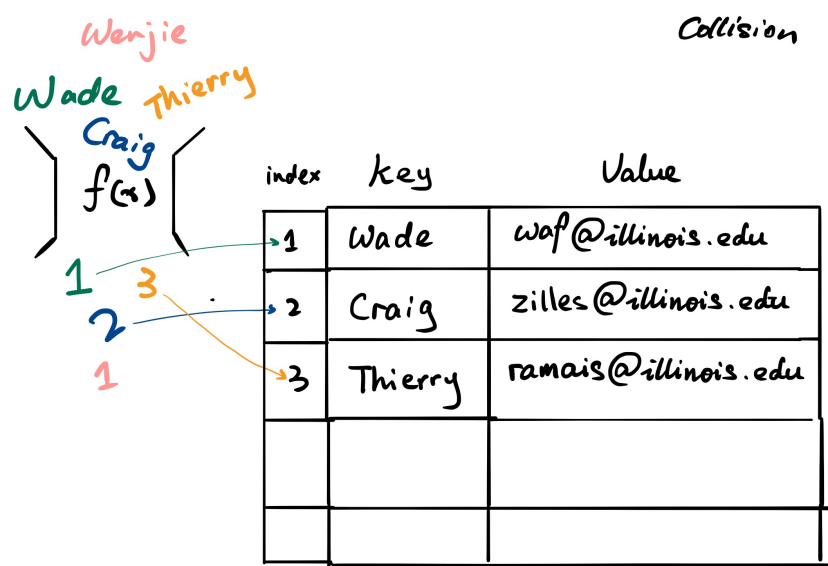 Wenjie
Collision
Wade Thierry
Craig
f(x)
index key Value
1 Wade waf@illinois.edu
2 Craig zilles@illinois.edu
3 Thierry ramais@illinois.edu
1
3
2
1